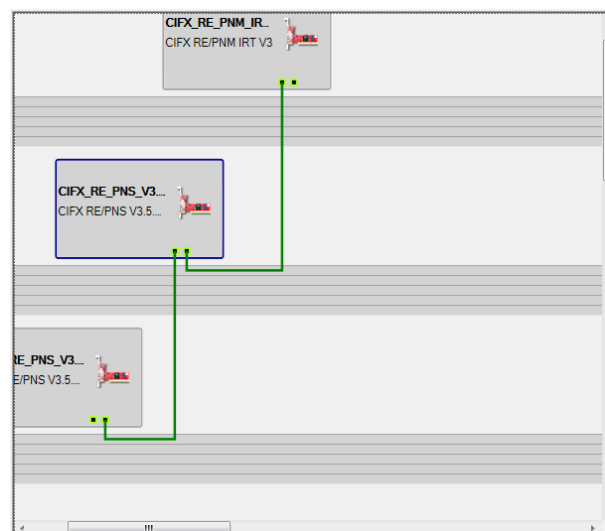 CIFX_RE_PNM_IR...
CIFX RE/PNM IRT V3
CIFX_RE_PNS_V3....
CIFX RE/PNS V3.5....
RE_PNS_V3....
E/PNS V3.5....